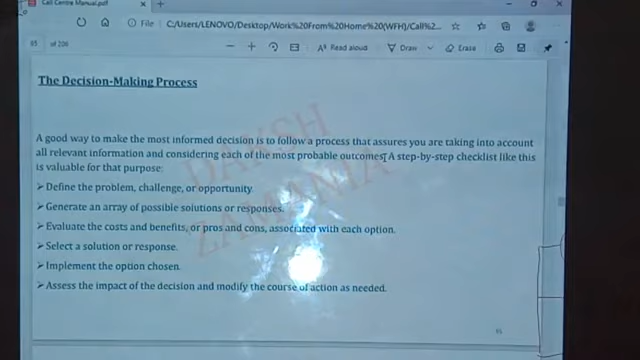 Call Centre Manual.pdf
File C:/Users/LENOVO/Desktop/Work%20From%20Home%20(WFH)/Call%2...
85 of 206 Read aloud Draw Erase
The Decision-Making Process
A good way to make the most informed decision is to follow a process that assures you are taking into account
all relevant information and considering each of the most probable outcomes. A step-by-step checklist like this
is valuable for that purpose:
➢ Define the problem, challenge, or opportunity
➢ Generate an array of possible solutions or responses.
➢ Evaluate the costs and benefits, or pros and cons, associated with each option.
➢ Select a solution or response.
➢ Implement the option chosen.
➢ Assess the impact of the decision and modify the course of action as needed.
DAKSH
ZAMANIA